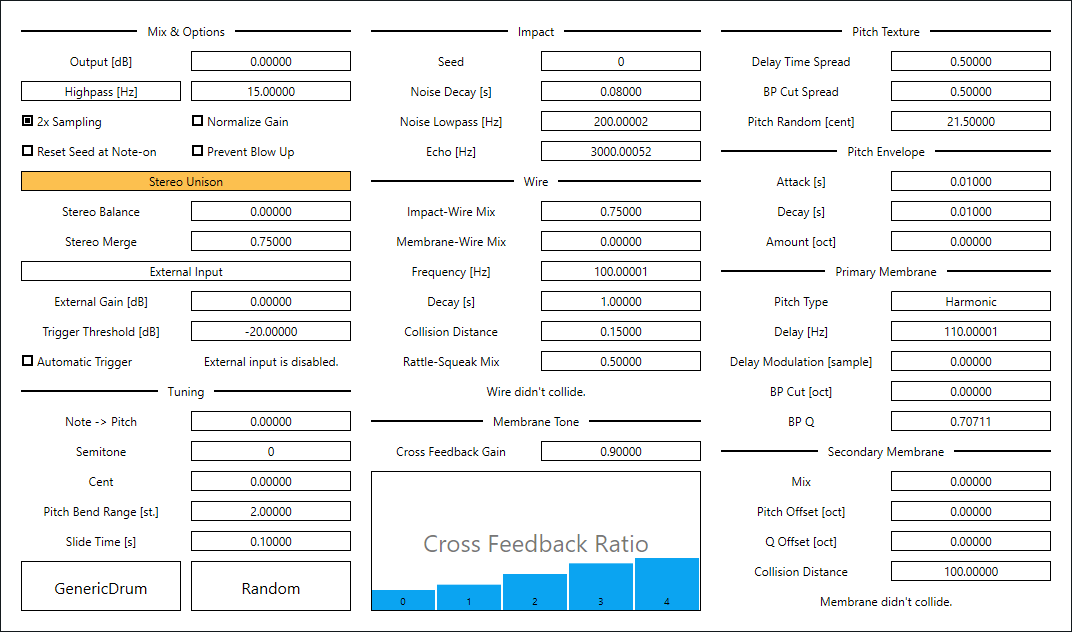 Mix & Options
Output [dB] 0.00000
Highpass [Hz] 15.00000
2x Sampling Normalize Gain
Reset Seed at Note-on Prevent Blow Up
Stereo Unison
Stereo Balance 0.00000
Stereo Merge 0.75000
External Input
External Gain [dB] 0.00000
Trigger Threshold [dB] -20.00000
Automatic Trigger External input is disabled.
Tuning
Note -> Pitch 0.00000
Semitone 0
Cent 0.00000
Pitch Bend Range [st.] 2.00000
Slide Time [s] 0.10000
GenericDrum Random
Impact
Seed 0
Noise Decay [s] 0.08000
Noise Lowpass [Hz] 200.00002
Echo [Hz] 3000.00052
Wire
Impact-Wire Mix 0.75000
Membrane-Wire Mix 0.00000
Frequency [Hz] 100.00001
Decay [s] 1.00000
Collision Distance 0.15000
Rattle-Squeak Mix 0.50000
Wire didn't collide.
Membrane Tone
Cross Feedback Gain 0.90000
Cross Feedback Ratio
0 1 2 3 4
Pitch Texture
Delay Time Spread 0.50000
BP Cut Spread 0.50000
Pitch Random [cent] 21.50000
Pitch Envelope
Attack [s] 0.01000
Decay [s] 0.01000
Amount [oct] 0.00000
Primary Membrane
Pitch Type Harmonic
Delay [Hz] 110.00001
Delay Modulation [sample] 0.00000
BP Cut [oct] 0.00000
BP Q 0.70711
Secondary Membrane
Mix 0.00000
Pitch Offset [oct] 0.00000
Q Offset [oct] 0.00000
Collision Distance 100.00000
Membrane didn't collide.